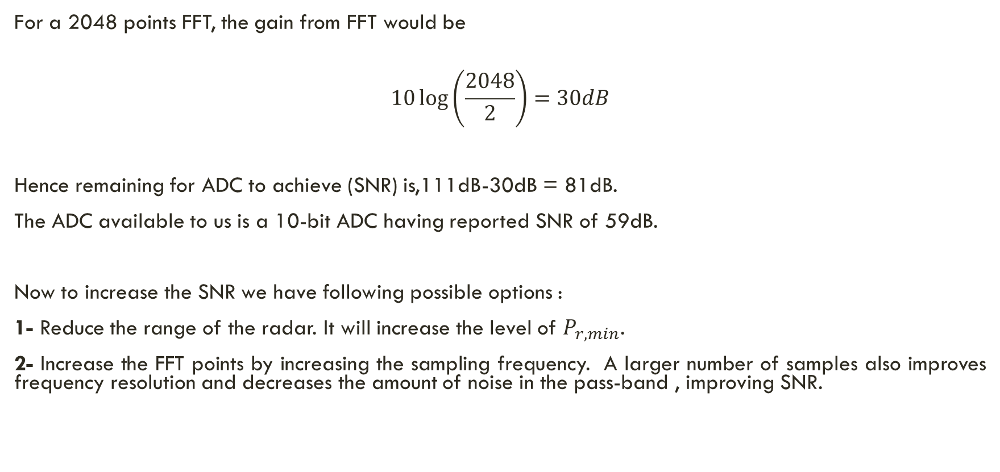 For a 2048 points FFT, the gain from FFT would be
10 log(2048/2) = 30dB
Hence remaining for ADC to achieve (SNR) is,111dB-30dB = 81dB.
The ADC available to us is a 10-bit ADC having reported SNR of 59dB.
Now to increase the SNR we have following possible options :
1- Reduce the range of the radar. It will increase the level of P_{r,min}.
2- Increase the FFT points by increasing the sampling frequency.  A larger number of samples also improves
frequency resolution and decreases the amount of noise in the pass-band , improving SNR.